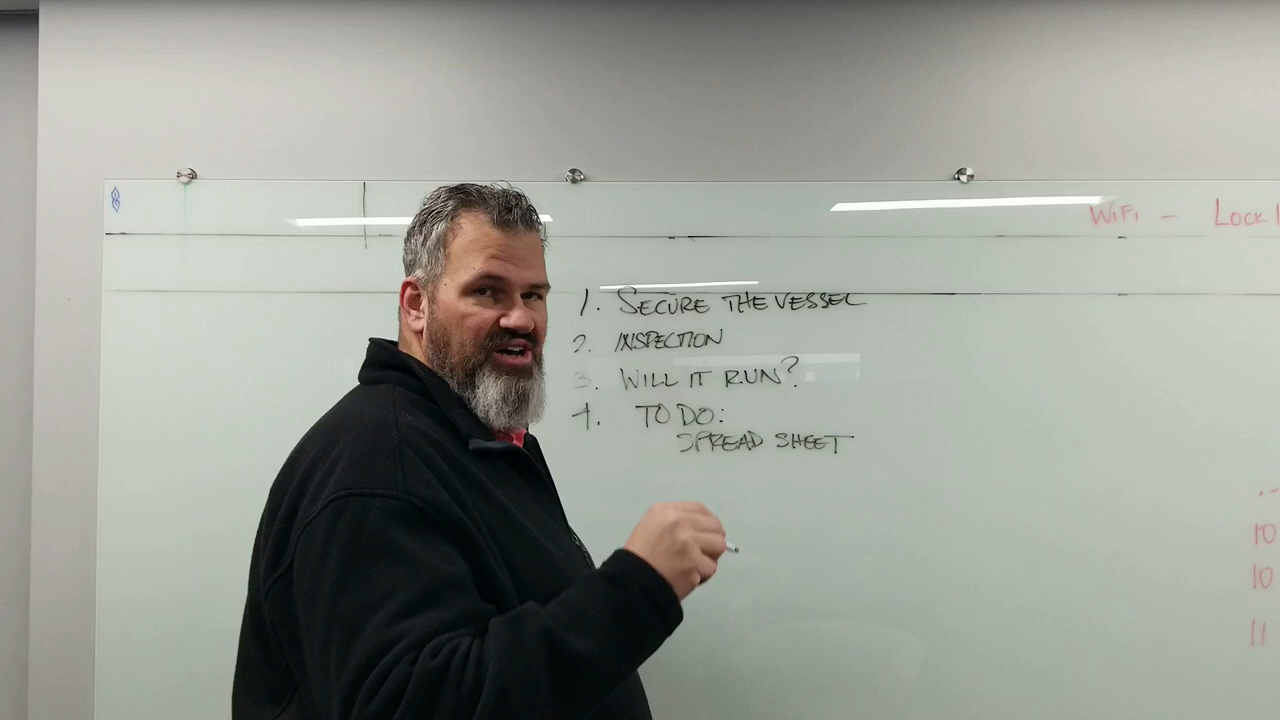 WiFi - Lock
1. SECURE THE VESSEL
2. INSPECTION
3. WILL IT RUN?
4. TO DO:
SPREAD SHEET
10
10
11